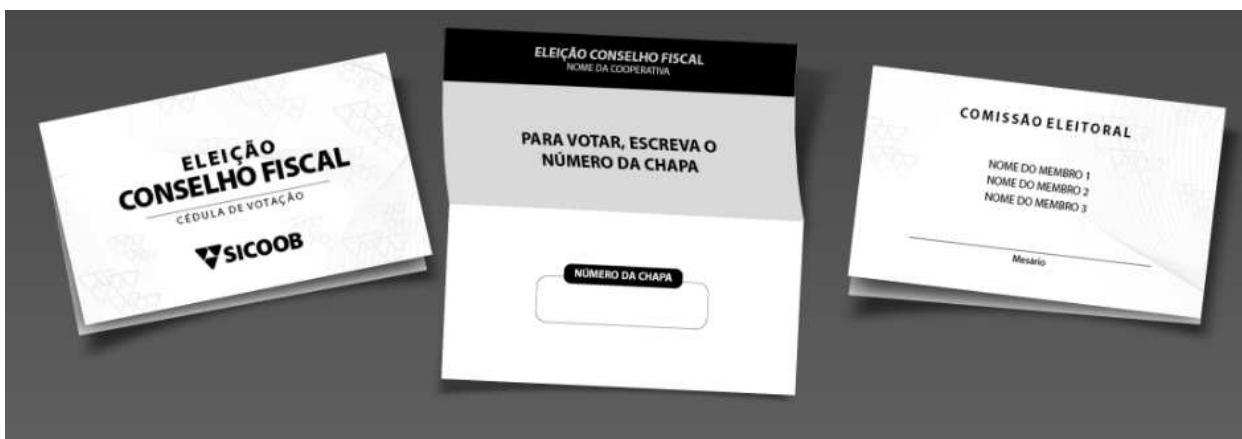 ELEIÇÃO
CONSELHO FISCAL
CÉDULA DE VOTAÇÃO
SICOOB
ELEIÇÃO CONSELHO FISCAL
NOME DA COOPERATIVA
PARA VOTAR, ESCREVA O
NÚMERO DA CHAPA
NÚMERO DA CHAPA
COMISSÃO ELEITORAL
NOME DO MEMBRO 1
NOME DO MEMBRO 2
NOME DO MEMBRO 3
Mesário